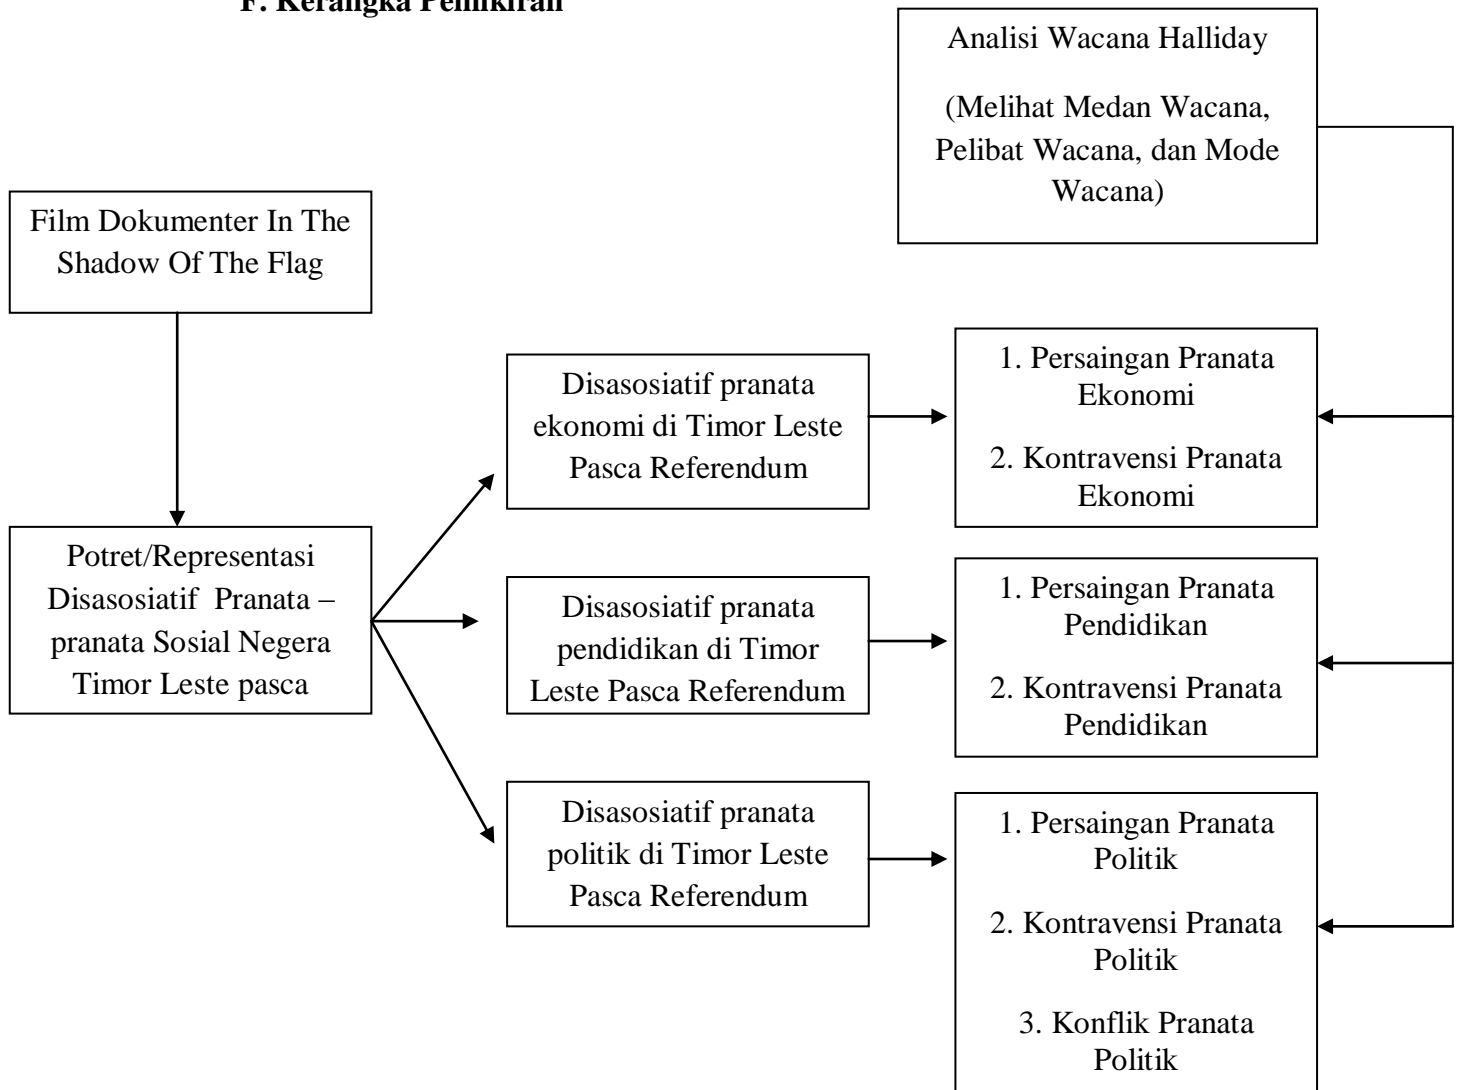 F. Kerangka Pemikiran
Analisi Wacana Halliday
(Melihat Medan Wacana,
Pelibat Wacana, dan Mode
Wacana)
Film Dokumenter In The
Shadow Of The Flag
Potret/Representasi
Disasosiatif Pranata –
pranata Sosial Negera
Timor Leste pasca
Disasosiatif pranata
ekonomi di Timor Leste
Pasca Referendum
1. Persaingan Pranata
Ekonomi
2. Kontravensi Pranata
Ekonomi
Disasosiatif pranata
pendidikan di Timor
Leste Pasca Referendum
1. Persaingan Pranata
Pendidikan
2. Kontravensi Pranata
Pendidikan
Disasosiatif pranata
politik di Timor Leste
Pasca Referendum
1. Persaingan Pranata
Politik
2. Kontravensi Pranata
Politik
3. Konflik Pranata
Politik